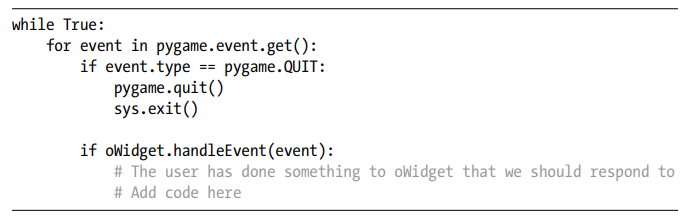 while True:
    for event in pygame.event.get():
        if event.type == pygame.QUIT:
            pygame.quit()
            sys.exit()

        if oWidget.handleEvent(event):
            # The user has done something to oWidget that we should respond to
            # Add code here